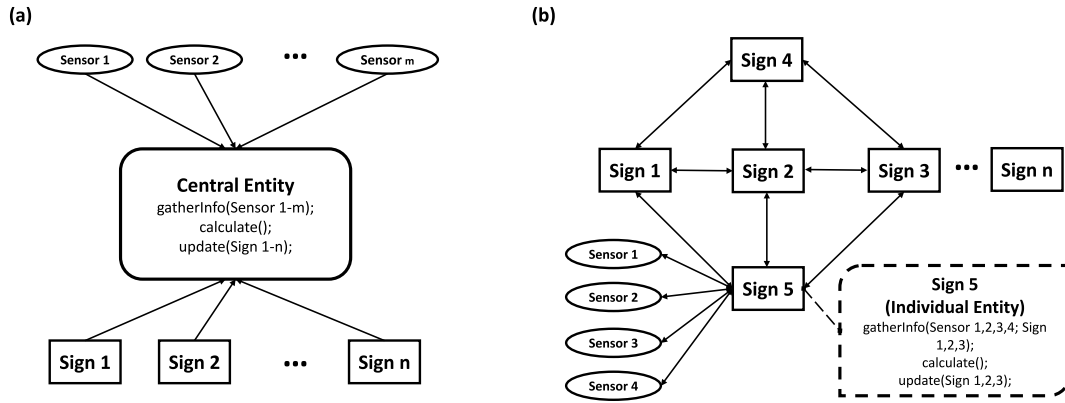 (a)
Sensor 1
Sensor 2
...
Sensor m
Central Entity
gatherInfo(Sensor 1-m);
calculate();
update(Sign 1-n);
Sign 1
Sign 2
...
Sign n
(b)
Sign 4
Sign 1
Sign 2
Sign 3
...
Sign n
Sensor 1
Sensor 2
Sensor 3
Sensor 4
Sign 5
Sign 5
(Individual Entity)
gatherInfo(Sensor 1,2,3,4; Sign
1,2,3);
calculate();
update(Sign 1,2,3);